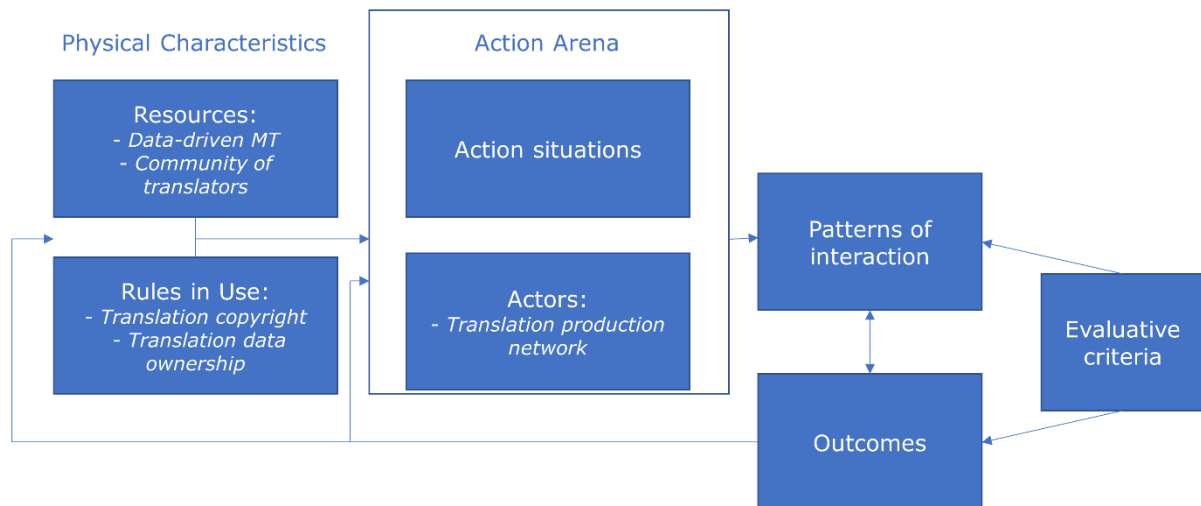 Physical Characteristics
Resources:
- Data-driven MT
- Community of
translators
Rules in Use:
- Translation copyright
- Translation data
ownership
Action Arena
Action situations
Actors:
- Translation production
network
Patterns of
interaction
Outcomes
Evaluative
criteria